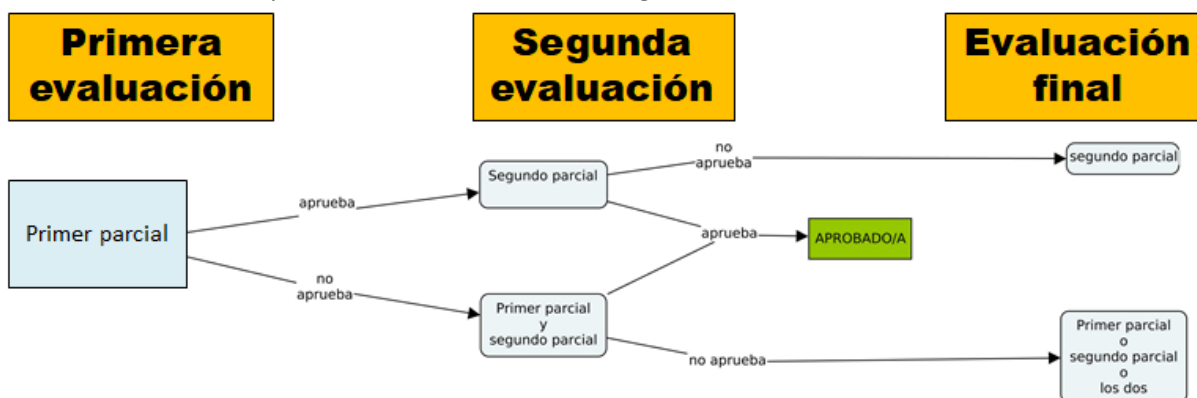 Primera
evaluación
Segunda
evaluación
Evaluación
final
Primer parcial
aprueba
no
aprueba
Segundo parcial
Primer parcial
y
segundo parcial
no
aprueba
aprueba
no aprueba
APROBADO/A
segundo parcial
Primer parcial
o
segundo parcial
o
los dos